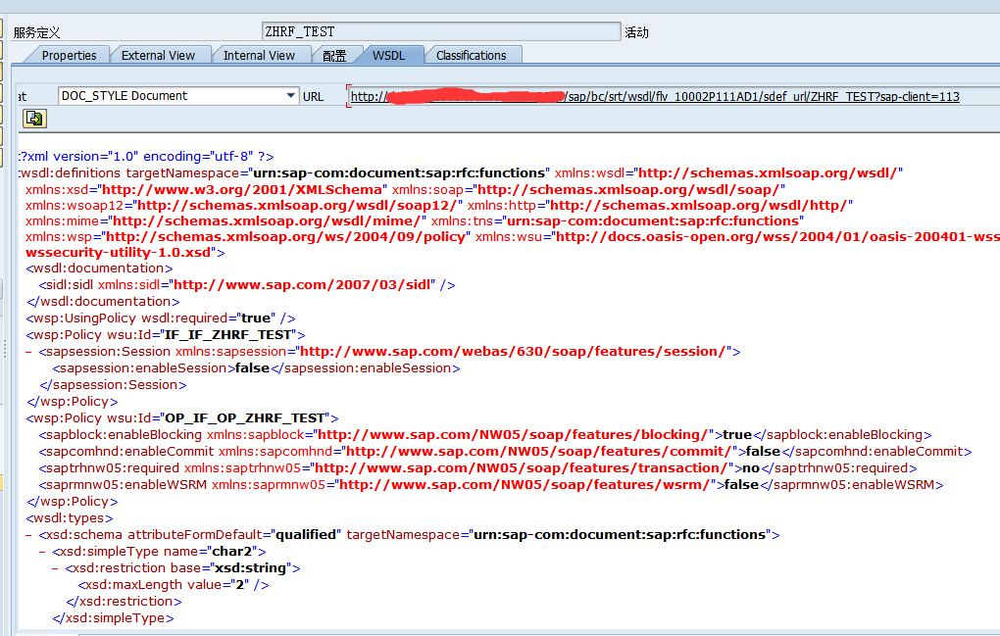 服务定义 ZHRF_TEST 活动
Properties External View Internal View 配置 WSDL Classifications
at DOC_STYLE Document URL http:// /sap/bc/srt/wsdl/flv_10002P111AD1/sdef_url/ZHRF_TEST?sap-client=113
<?xml version="1.0" encoding="utf-8" ?>
<wsdl:definitions targetNamespace="urn:sap-com:document:sap:rfc:functions" xmlns:wsdl="http://schemas.xmlsoap.org/wsdl/"
xmlns:xsd="http://www.w3.org/2001/XMLSchema" xmlns:soap="http://schemas.xmlsoap.org/wsdl/soap/"
xmlns:wsoap12="http://schemas.xmlsoap.org/wsdl/soap12/" xmlns:http="http://schemas.xmlsoap.org/wsdl/http/"
xmlns:mime="http://schemas.xmlsoap.org/wsdl/mime/" xmlns:tns="urn:sap-com:document:sap:rfc:functions"
xmlns:wsp="http://schemas.xmlsoap.org/ws/2004/09/policy" xmlns:wsu="http://docs.oasis-open.org/wss/2004/01/oasis-200401-wss
wssecurity-utility-1.0.xsd">
<wsdl:documentation>
<sidl:sidl xmlns:sidl="http://www.sap.com/2007/03/sidl" />
</wsdl:documentation>
<wsp:UsingPolicy wsdl:required="true" />
<wsp:Policy wsu:Id="IF_IF_ZHRF_TEST">
- <sapsession:Session xmlns:sapsession="http://www.sap.com/webas/630/soap/features/session/">
<sapsession:enableSession>false</sapsession:enableSession>
</sapsession:Session>
</wsp:Policy>
<wsp:Policy wsu:Id="OP_IF_OP_ZHRF_TEST">
<sapblock:enableBlocking xmlns:sapblock="http://www.sap.com/NW05/soap/features/blocking/">true</sapblock:enableBlocking>
<sapcomhnd:enableCommit xmlns:sapcomhnd="http://www.sap.com/NW05/soap/features/commit/">false</sapcomhnd:enableCommit>
<saptrhnw05:required xmlns:saptrhnw05="http://www.sap.com/NW05/soap/features/transaction/">no</saptrhnw05:required>
<saprmnw05:enableWSRM xmlns:saprmnw05="http://www.sap.com/NW05/soap/features/wsrm/">false</saprmnw05:enableWSRM>
</wsp:Policy>
<wsdl:types>
- <xsd:schema attributeFormDefault="qualified" targetNamespace="urn:sap-com:document:sap:rfc:functions">
- <xsd:simpleType name="char2">
- <xsd:restriction base="xsd:string">
<xsd:maxLength value="2" />
</xsd:restriction>
</xsd:simpleType>